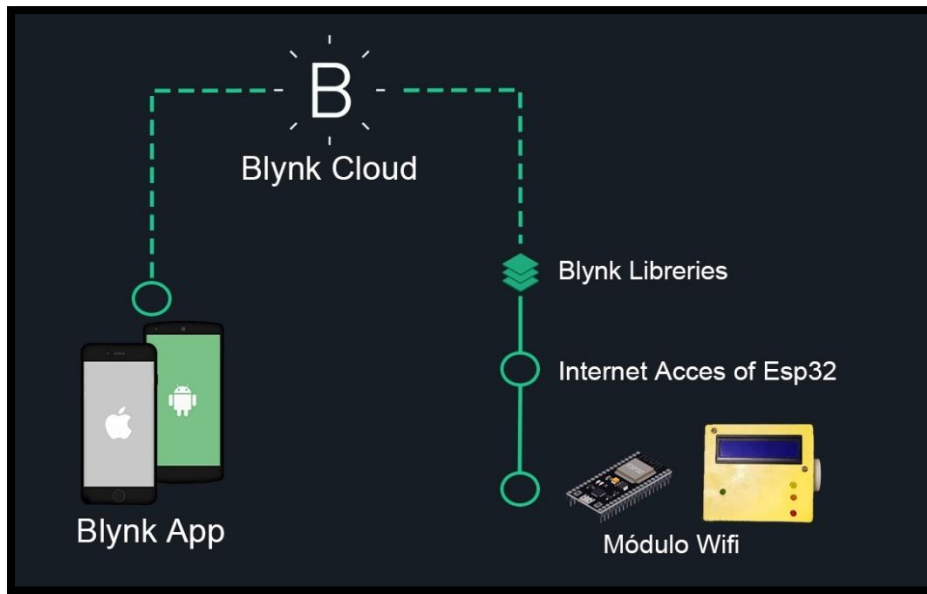 B
Blynk Cloud
Blynk Libreries
Internet Acces of Esp32
Blynk App
Módulo Wifi